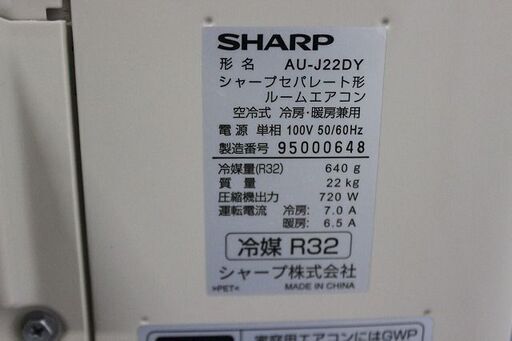 SHARP
形名 AU-J22DY
シャープセパレート形
ルームエアコン
空冷式 冷房・暖房兼用
電源 単相100V 50/60Hz
製造番号 95000648
冷媒量(R32) 640 g
質量 22 kg
圧縮機出力 720 W
運転電流 冷房: 7.0 A
暖房: 6.5 A
冷媒 R32
シャープ株式会社
>PET< MADE IN CHINA
家庭用エアコンにはGWP